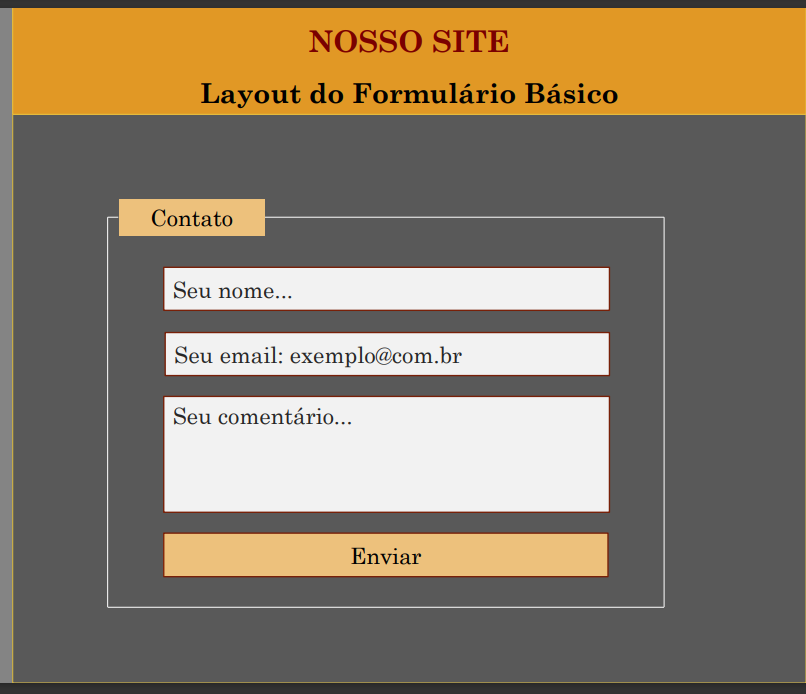 NOSSO SITE
Layout do Formulário Básico
Contato
Seu nome...
Seu email: exemplo@com.br
Seu comentário...
Enviar